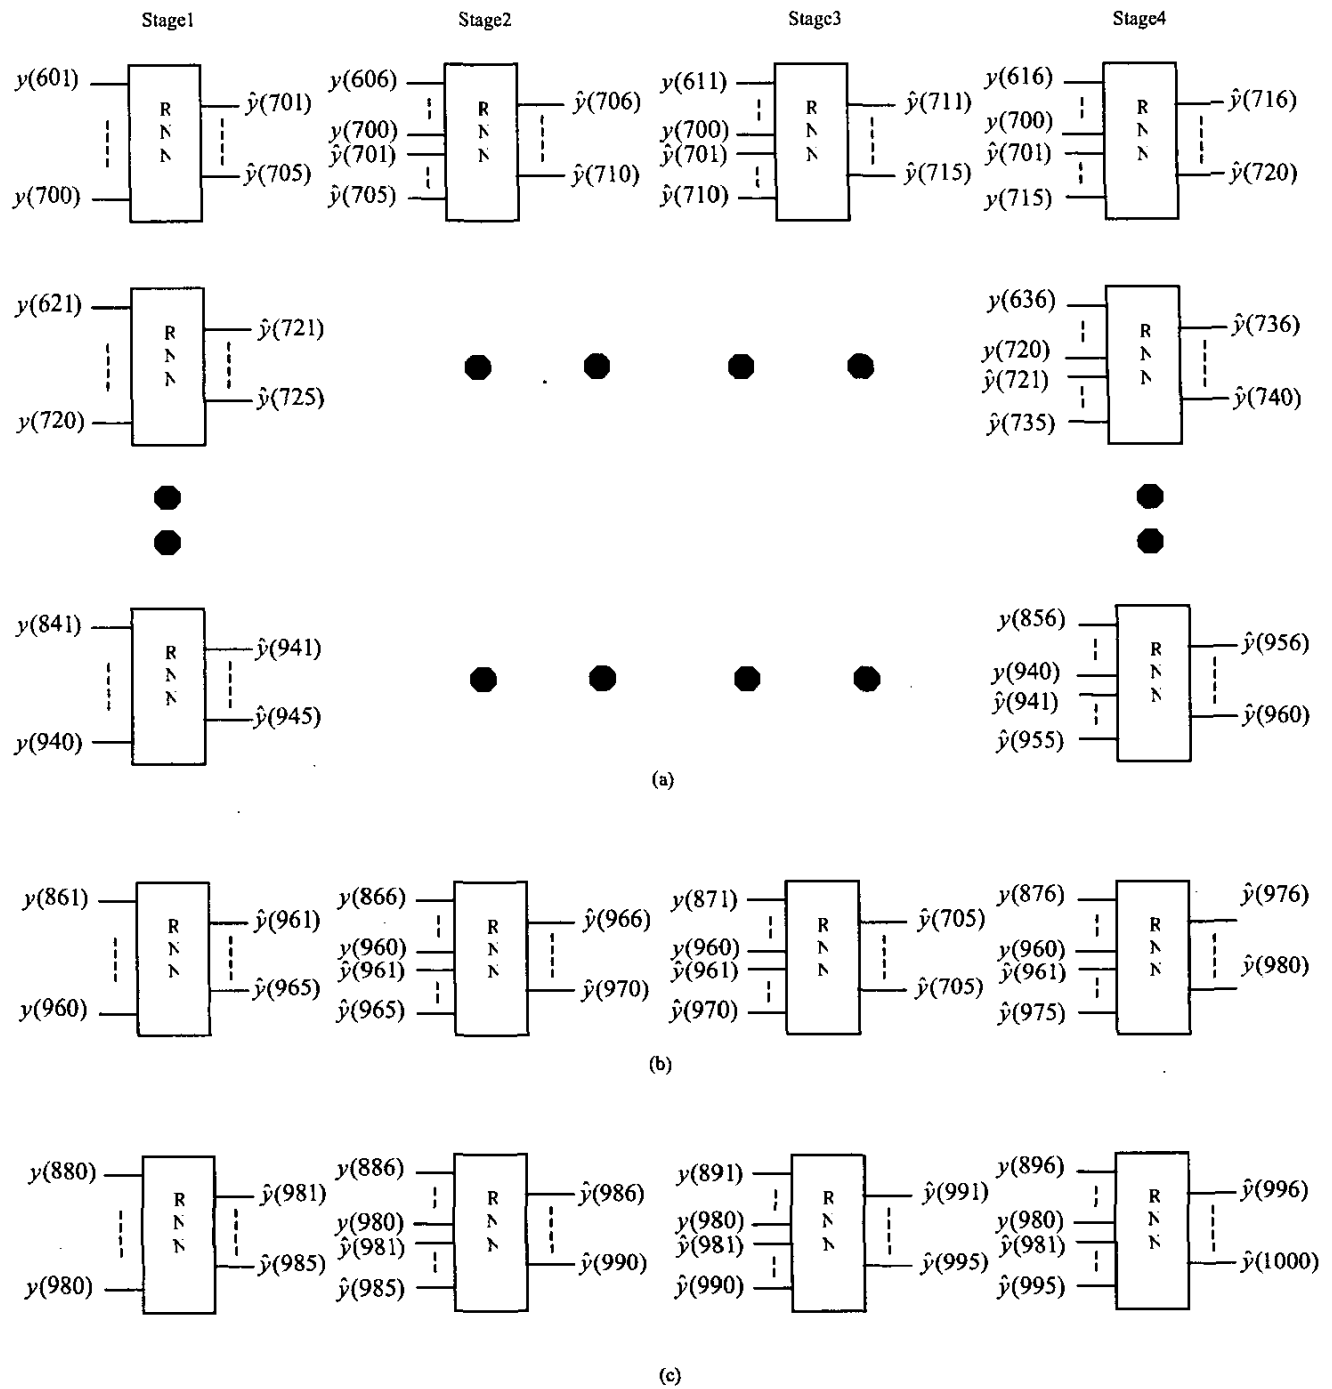 Stage1 Stage2 Stage3 Stage4
y(601) R N N ŷ(701) ŷ(705) y(700)
y(606) y(700) ŷ(701) ŷ(705) R N N ŷ(706) ŷ(710)
y(611) y(700) ŷ(701) ŷ(710) R N N ŷ(711) ŷ(715)
y(616) y(700) ŷ(701) y(715) R N N ŷ(716) ŷ(720)
y(621) y(720) R N N ŷ(721) ŷ(725)
y(636) y(720) ŷ(721) ŷ(735) R N N ŷ(736) ŷ(740)
y(841) y(940) R N N ŷ(941) ŷ(945)
y(856) y(940) ŷ(941) ŷ(955) R N N ŷ(956) ŷ(960)
(a)
y(861) y(960) R N N ŷ(961) ŷ(965)
y(866) y(960) ŷ(961) ŷ(965) R N N ŷ(966) ŷ(970)
y(871) y(960) ŷ(961) ŷ(970) R N N ŷ(705) ŷ(705)
y(876) y(960) ŷ(961) ŷ(975) R N N ŷ(976) ŷ(980)
(b)
y(880) y(980) R N N ŷ(981) ŷ(985)
y(886) y(980) ŷ(981) ŷ(985) R N N ŷ(986) ŷ(990)
y(891) y(980) ŷ(981) ŷ(990) R N N ŷ(991) ŷ(995)
y(896) y(980) ŷ(981) ŷ(995) R N N ŷ(996) ŷ(1000)
(c)